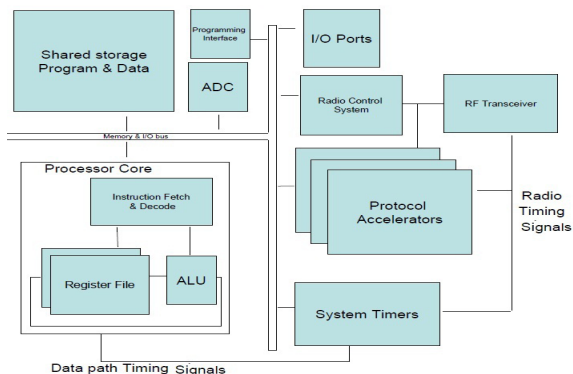 Shared storage
Program & Data
Programming
Interface
ADC
I/O Ports
Radio Control
System
RF Transceiver
Memory & I/O bus
Processor Core
Instruction Fetch
& Decode
Register File
ALU
Protocol
Accelerators
Radio
Timing
Signals
System Timers
Data path Timing Signals